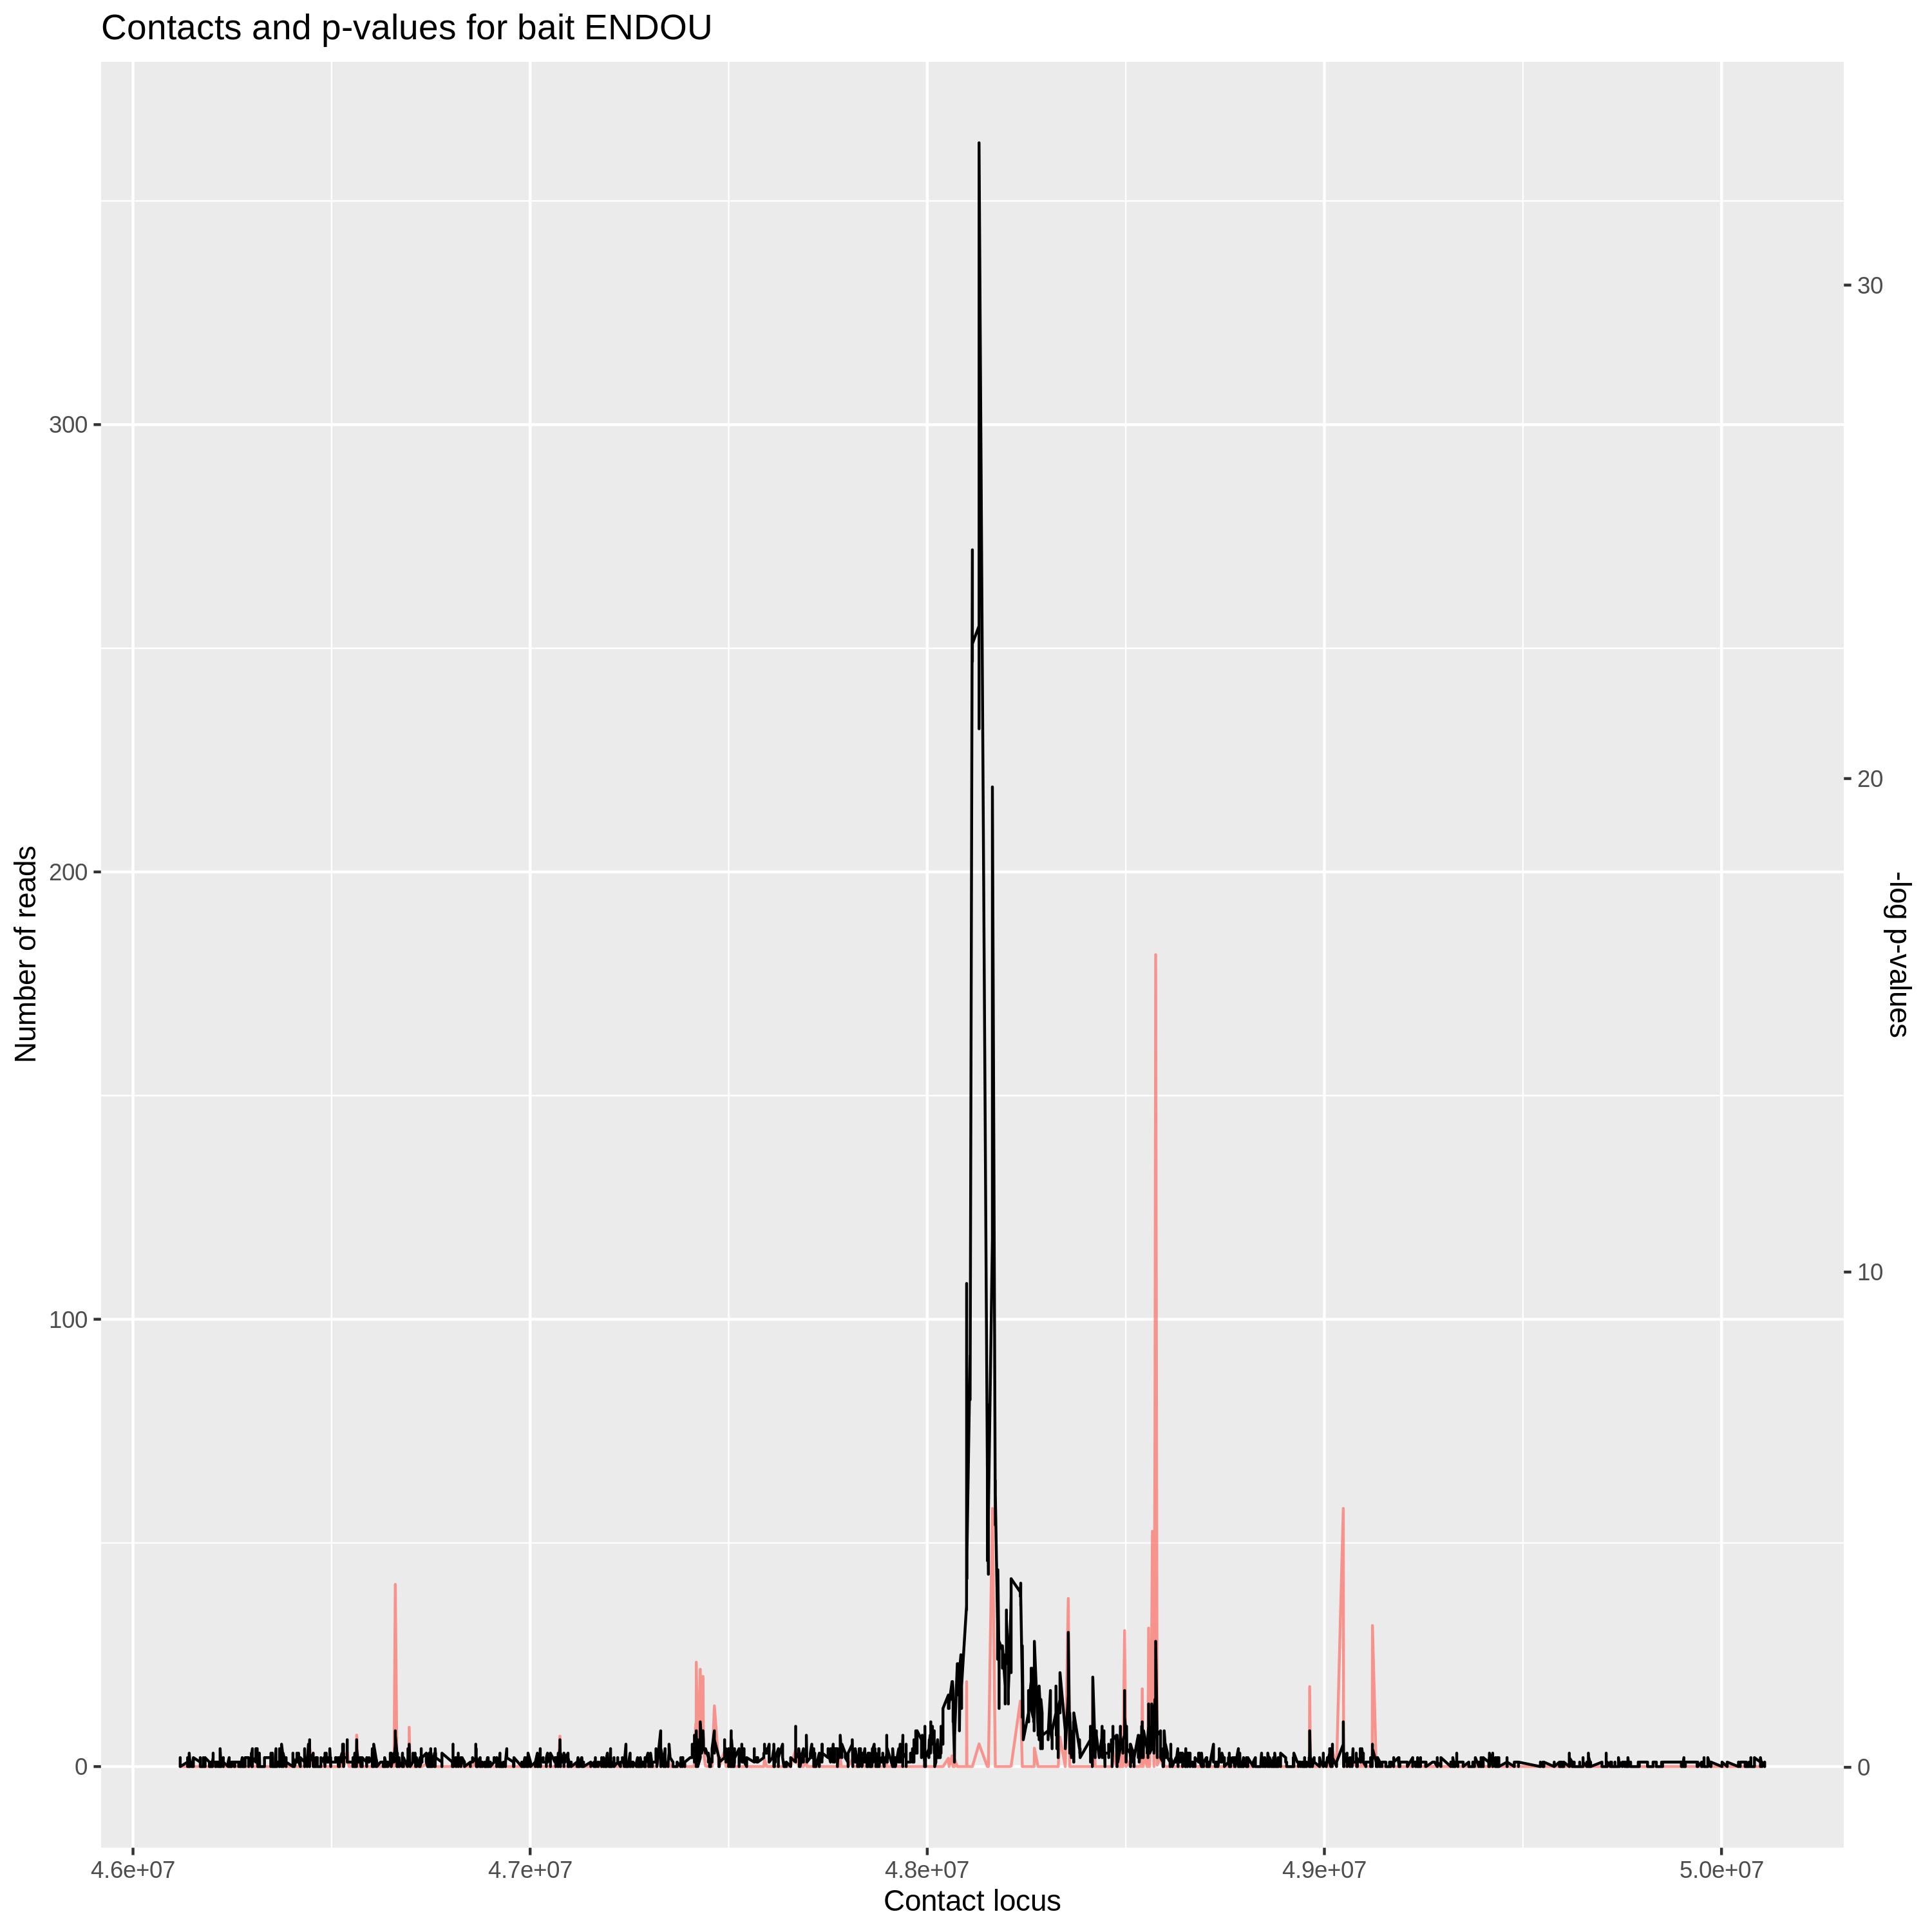 Contacts and p-values for bait ENDOU
Number of reads
300
200
100
0
30
20
10
0
-log p-values
4.6e+07 4.7e+07 4.8e+07 4.9e+07 5.0e+07
Contact locus